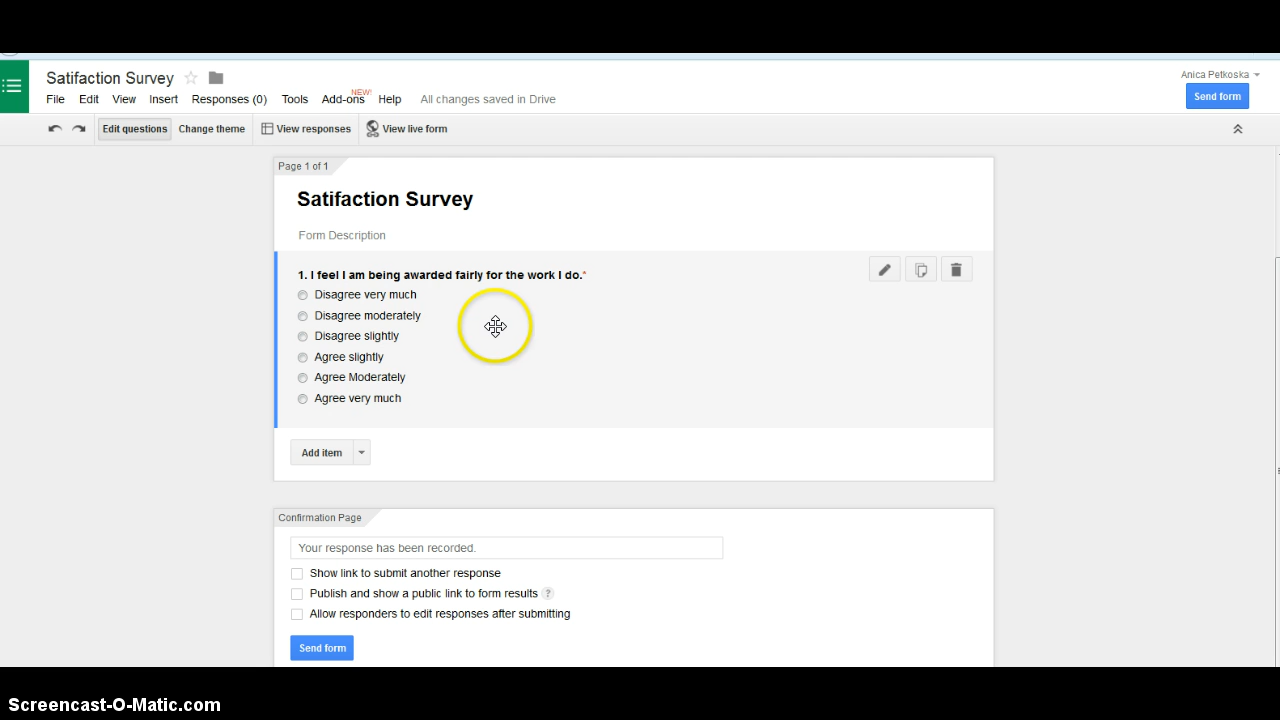 Satifaction Survey
Anica Petkoska
File Edit View Insert Responses (0) Tools Add-ons NEW! Help All changes saved in Drive
Send form
Edit questions Change theme View responses View live form
Page 1 of 1
Satifaction Survey
Form Description
1. I feel I am being awarded fairly for the work I do.*
Disagree very much
Disagree moderately
Disagree slightly
Agree slightly
Agree Moderately
Agree very much
Add item
Confirmation Page
Your response has been recorded.
Show link to submit another response
Publish and show a public link to form results ?
Allow responders to edit responses after submitting
Send form
Screencast-O-Matic.com